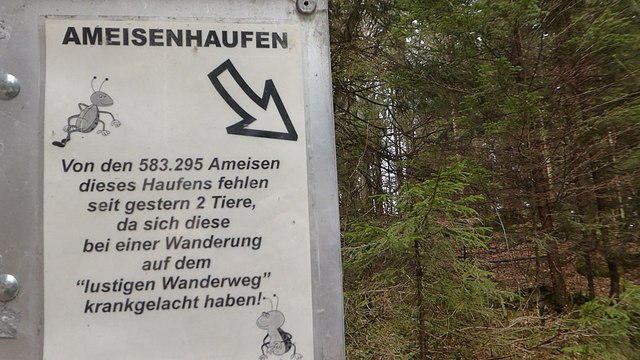 AMEISENHAUFEN
Von den 583.295 Ameisen
dieses Haufens fehlen
seit gestern 2 Tiere,
da sich diese
bei einer Wanderung
auf dem
“lustigen Wanderweg”
krankgelacht haben!